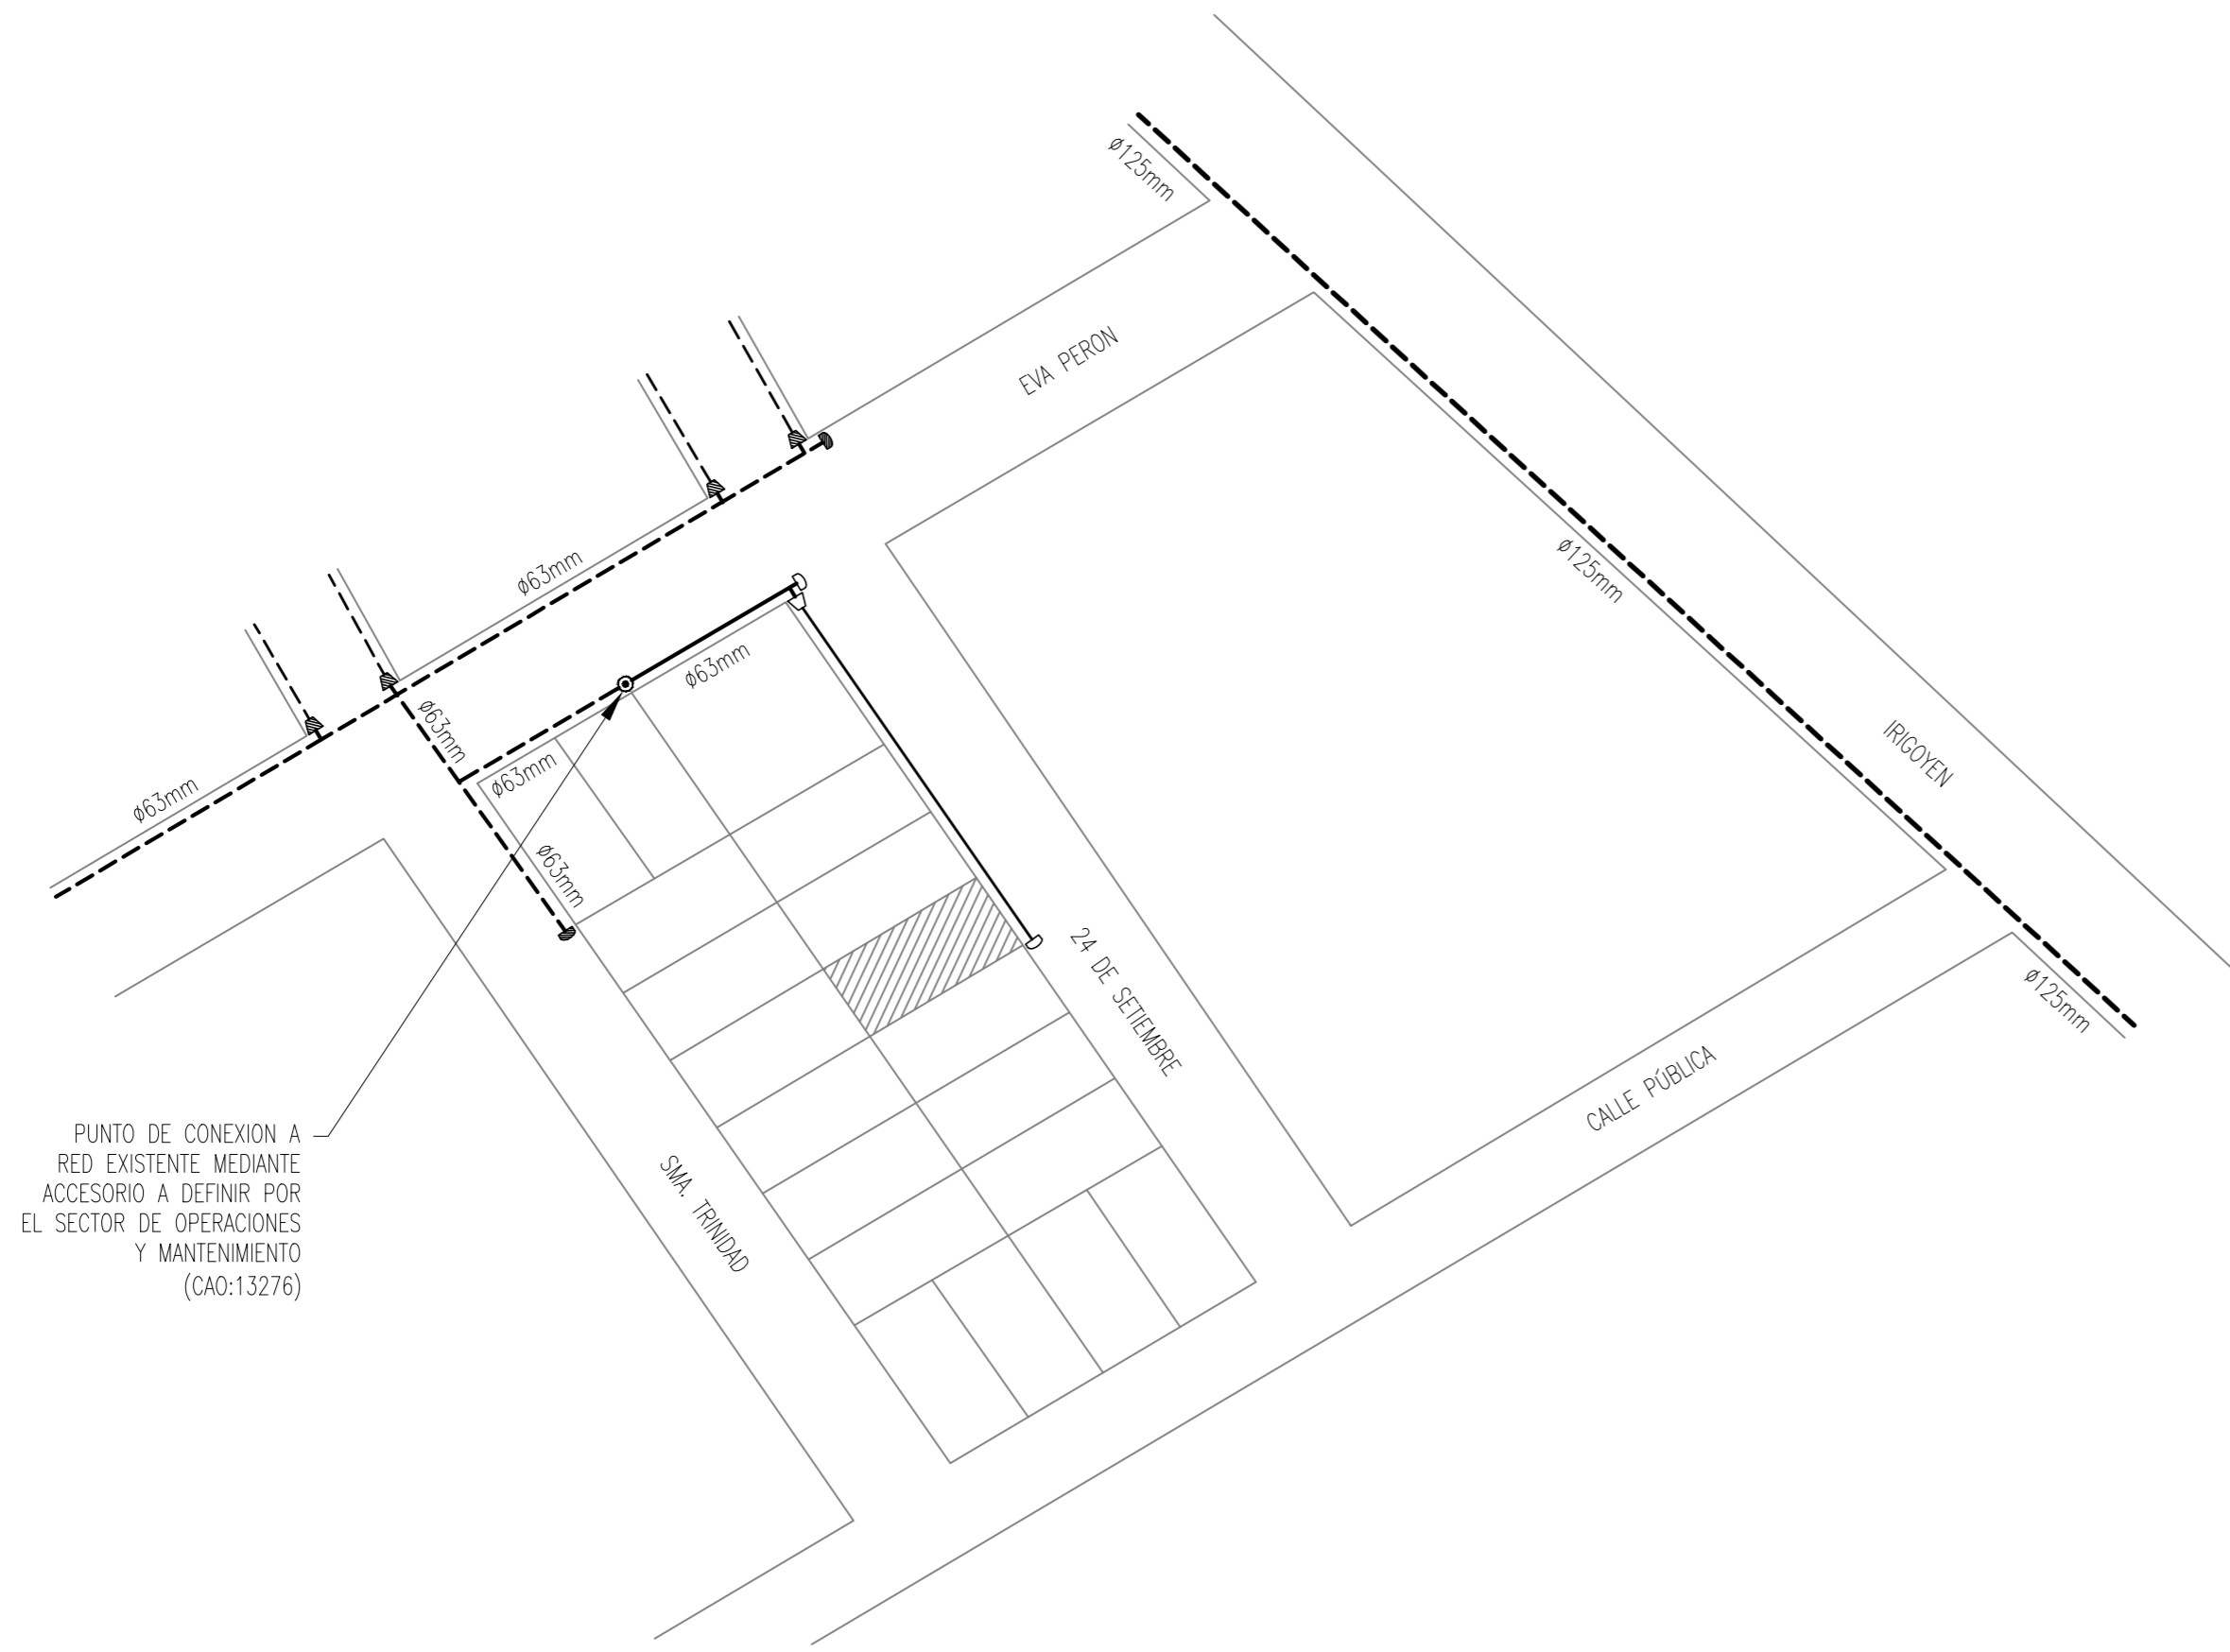 ø125mm
EVA PERON
ø63mm
ø125mm
ø63mm
ø63mm
IRIGOYEN
ø63mm
ø63mm
ø63mm
24 DE SETIEMBRE
ø125mm
CALLE PÚBLICA
PUNTO DE CONEXION A
RED EXISTENTE MEDIANTE
ACCESORIO A DEFINIR POR
EL SECTOR DE OPERACIONES
Y MANTENIMIENTO
(CAO:13276)
SMA. TRINIDAD